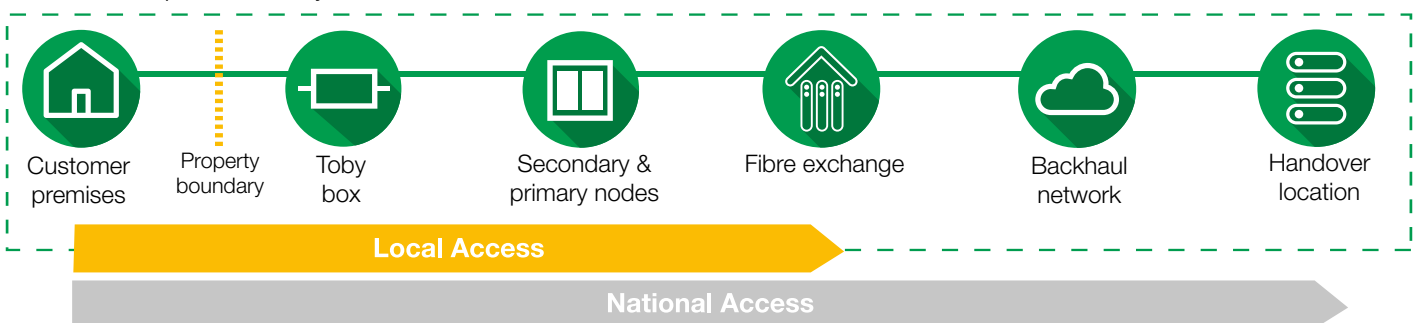 Customer
premises
Property
boundary
Toby
box
Secondary &
primary nodes
Fibre exchange
Backhaul
network
Handover
location
Local Access
National Access